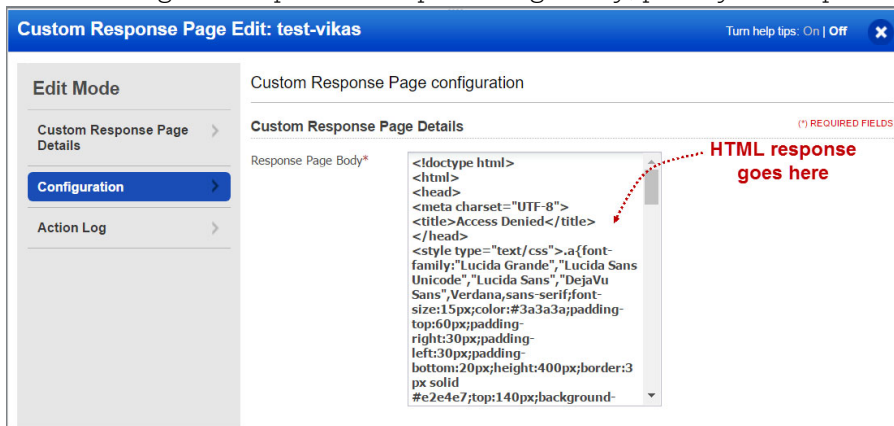 Custom Response Page Edit: test-vikas
Turn help tips: On | Off
Edit Mode
Custom Response Page
Details
Configuration
Action Log
Custom Response Page configuration
Custom Response Page Details
(*) REQUIRED FIELDS
Response Page Body*
<!doctype html>
<html>
<head>
<meta charset="UTF-8">
<title>Access Denied</title>
</head>
<style type="text/css">.a{font-
family:"Lucida Grande","Lucida Sans
Unicode","Lucida Sans","DejaVu
Sans",Verdana,sans-serif;font-
size:15px;color:#3a3a3a;padding-
top:60px;padding-
right:30px;padding-
left:30px;padding-
bottom:20px;height:400px;border:3
px solid
#e2e4e7;top:140px;background-
HTML response
goes here